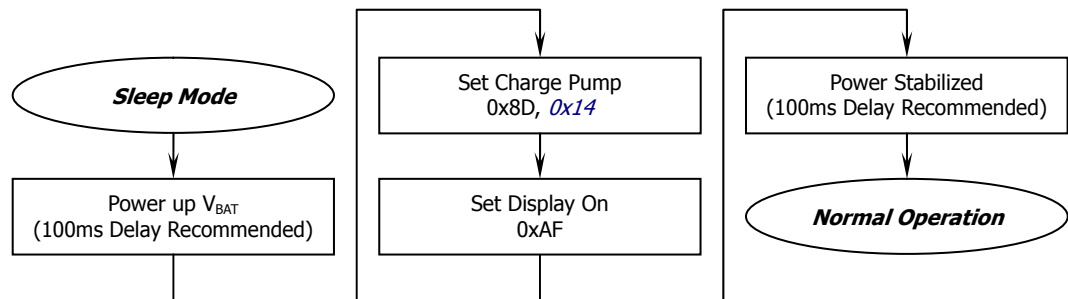 Sleep Mode
Power up VBAT
(100ms Delay Recommended)
Set Charge Pump
0x8D, 0x14
Set Display On
0xAF
Power Stabilized
(100ms Delay Recommended)
Normal Operation